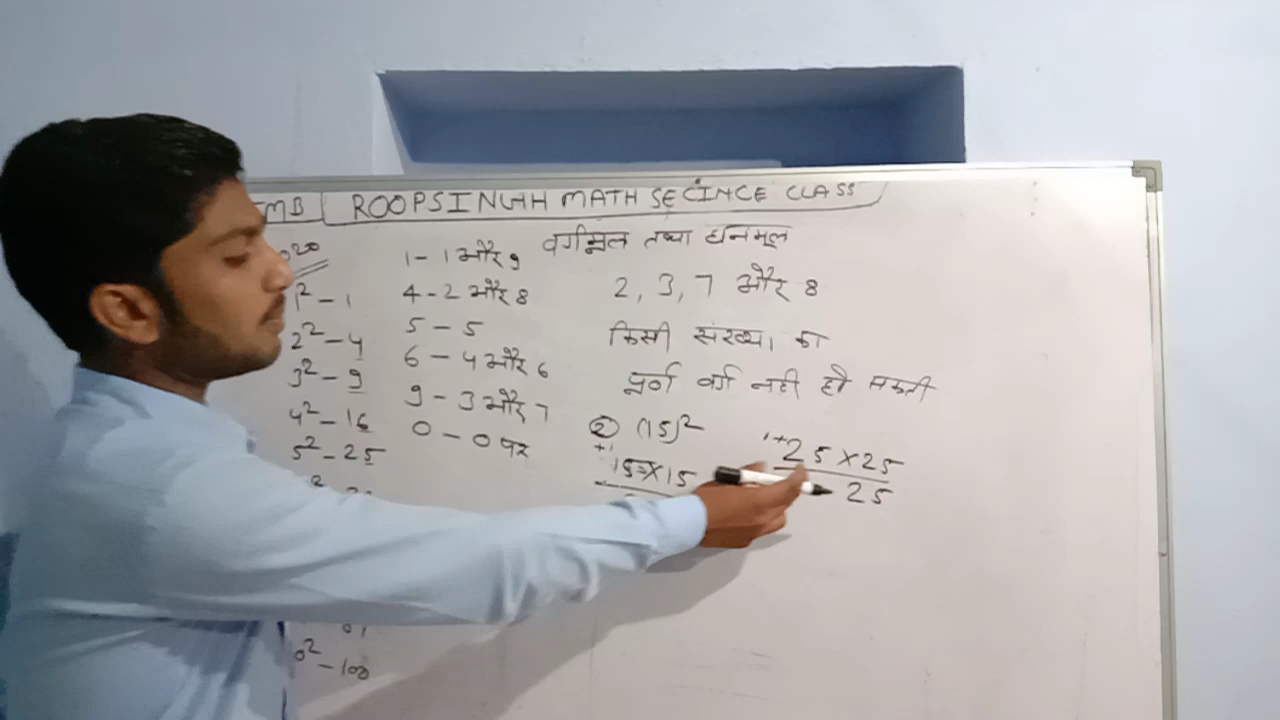 MB ROOPSINGH MATH SECINCE CLASS
वर्गमूल तथा घनमूल
020
1² - 1
2² - 4
3² - 9
4² - 16
5² - 25
0² - 100
1 - 1 और 9
4 - 2 और 8
5 - 5
6 - 4 और 6
9 - 3 और 7
0 - 0 पर
2, 3, 7 और 8
किसी संख्या का
पूर्ण वर्ग नही हो सकती
② (15)²
+1
15 × 15
1+
25 × 25
25